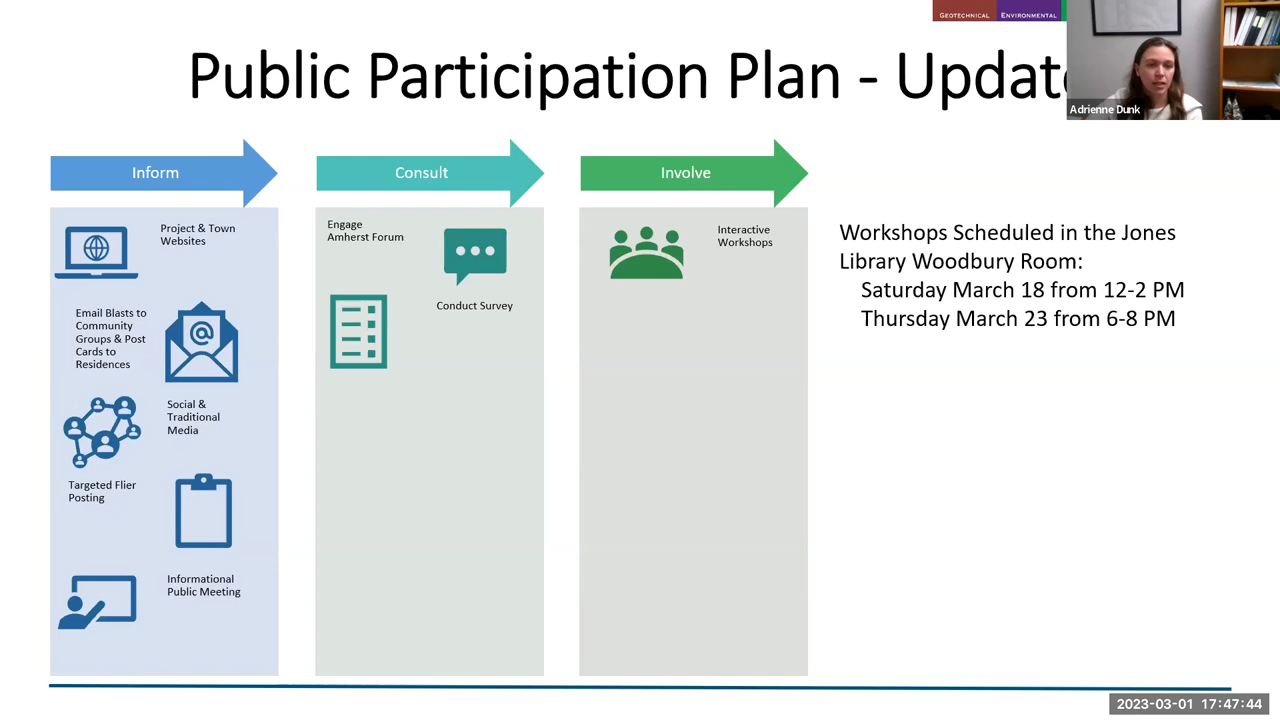 GEOTECHNICAL
ENVIRONMENTAL
Public Participation Plan - Update
Adrienne Dunk
Inform
Consult
Involve
Project & Town
Websites
Email Blasts to
Community
Groups & Post
Cards to
Residences
Social &
Traditional
Media
Targeted Flier
Posting
Informational
Public Meeting
Engage
Amherst Forum
Conduct Survey
Interactive
Workshops
Workshops Scheduled in the Jones
Library Woodbury Room:
Saturday March 18 from 12-2 PM
Thursday March 23 from 6-8 PM
2023-03-01 17:47:44